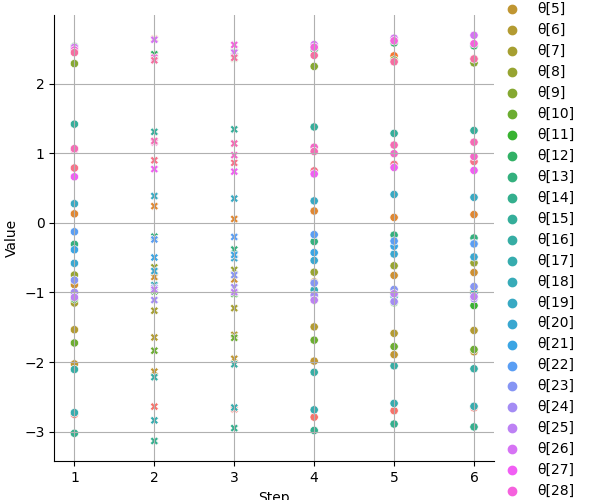 2
1
0
−1
−2
−3
Value
1 2 3 4 5 6
Step
θ[5]
θ[6]
θ[7]
θ[8]
θ[9]
θ[10]
θ[11]
θ[12]
θ[13]
θ[14]
θ[15]
θ[16]
θ[17]
θ[18]
θ[19]
θ[20]
θ[21]
θ[22]
θ[23]
θ[24]
θ[25]
θ[26]
θ[27]
θ[28]